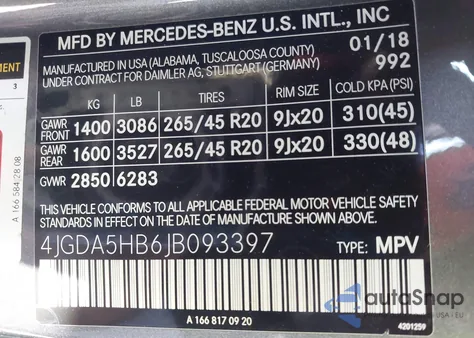 MFD BY MERCEDES-BENZ U.S. INTL., INC
MANUFACTURED IN USA (ALABAMA, TUSCALOOSA COUNTY)
UNDER CONTRACT FOR DAIMLER AG, STUTTGART (GERMANY)
01/18
992
KG LB TIRES RIM SIZE COLD KPA (PSI)
GAWR FRONT 1400 3086 265/45 R20 9Jx20 310(45)
GAWR REAR 1600 3527 265/45 R20 9Jx20 330(48)
GVWR 2850 6283
THIS VEHICLE CONFORMS TO ALL APPLICABLE FEDERAL MOTOR VEHICLE SAFETY
STANDARDS IN EFFECT ON THE DATE OF MANUFACTURE SHOWN ABOVE.
4JGDA5HB6JB093397 TYPE: MPV
A 166 817 09 20
4201259
MENT
3
A 166 584 28 08
autoSnap
USA | EU